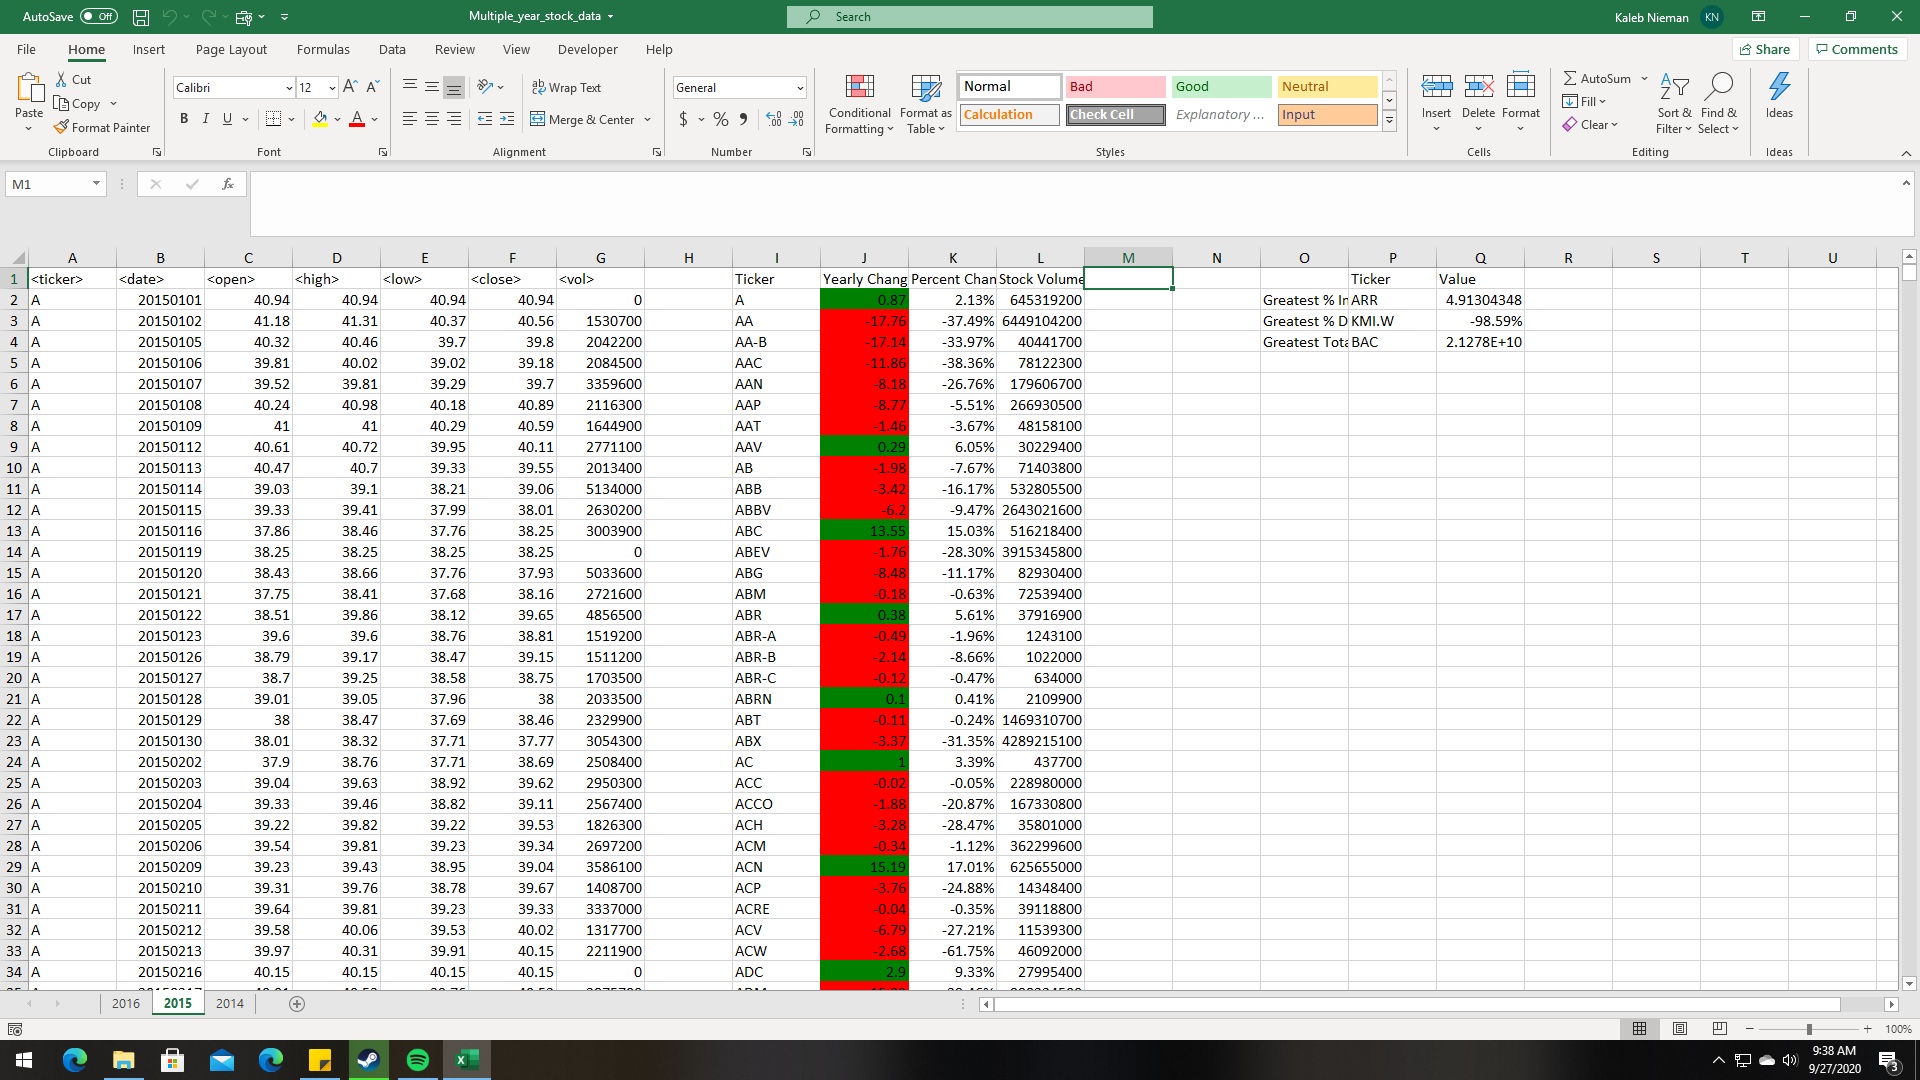 AutoSave Off Multiple_year_stock_data Search Kaleb Nieman KN
File Home Insert Page Layout Formulas Data Review View Developer Help Share Comments
Paste Cut Copy Format Painter Clipboard
Calibri 12 A A B I U A Font
Wrap Text Merge & Center Alignment
General $ % 9 Number
Conditional Formatting Format as Table
Normal Bad Good Neutral
Calculation Check Cell Explanatory ... Input
Styles
Insert Delete Format Cells
AutoSum Fill Clear Sort & Filter Find & Select Editing
Ideas Ideas
M1 fx
A B C D E F G H I J K L M N O P Q R S T U
1 <ticker> <date> <open> <high> <low> <close> <vol> Ticker Yearly Chang Percent Chan Stock Volume Ticker Value
2 A 20150101 40.94 40.94 40.94 40.94 0 A 0.87 2.13% 645319200 Greatest % In ARR 4.91304348
3 A 20150102 41.18 41.31 40.37 40.56 1530700 AA -17.76 -37.49% 6449104200 Greatest % D KMI.W -98.59%
4 A 20150105 40.32 40.46 39.7 39.8 2042200 AA-B -17.14 -33.97% 40441700 Greatest Tota BAC 2.1278E+10
5 A 20150106 39.81 40.02 39.02 39.18 2084500 AAC -11.86 -38.36% 78122300
6 A 20150107 39.52 39.81 39.29 39.7 3359600 AAN -8.18 -26.76% 179606700
7 A 20150108 40.24 40.98 40.18 40.89 2116300 AAP -8.77 -5.51% 266930500
8 A 20150109 41 41 40.29 40.59 1644900 AAT -1.46 -3.67% 48158100
9 A 20150112 40.61 40.72 39.95 40.11 2771100 AAV 0.29 6.05% 30229400
10 A 20150113 40.47 40.7 39.33 39.55 2013400 AB -1.98 -7.67% 71403800
11 A 20150114 39.03 39.1 38.21 39.06 5134000 ABB -3.42 -16.17% 532805500
12 A 20150115 39.33 39.41 37.99 38.01 2630200 ABBV -6.2 -9.47% 2643021600
13 A 20150116 37.86 38.46 37.76 38.25 3003900 ABC 13.55 15.03% 516218400
14 A 20150119 38.25 38.25 38.25 38.25 0 ABEV -1.76 -28.30% 3915345800
15 A 20150120 38.43 38.66 37.76 37.93 5033600 ABG -8.48 -11.17% 82930400
16 A 20150121 37.75 38.41 37.68 38.16 2721600 ABM -0.18 -0.63% 72539400
17 A 20150122 38.51 39.86 38.12 39.65 4856500 ABR 0.38 5.61% 37916900
18 A 20150123 39.6 39.6 38.76 38.81 1519200 ABR-A -0.49 -1.96% 1243100
19 A 20150126 38.79 39.17 38.47 39.15 1511200 ABR-B -2.14 -8.66% 1022000
20 A 20150127 38.7 39.25 38.58 38.75 1703500 ABR-C -0.12 -0.47% 634000
21 A 20150128 39.01 39.05 37.96 38 2033500 ABRN 0.1 0.41% 2109900
22 A 20150129 38 38.47 37.69 38.46 2329900 ABT -0.11 -0.24% 1469310700
23 A 20150130 38.01 38.32 37.71 37.77 3054300 ABX -3.37 -31.35% 4289215100
24 A 20150202 37.9 38.76 37.71 38.69 2508400 AC 1 3.39% 437700
25 A 20150203 39.04 39.63 38.92 39.62 2950300 ACC -0.02 -0.05% 228980000
26 A 20150204 39.33 39.46 38.82 39.11 2567400 ACCO -1.88 -20.87% 167330800
27 A 20150205 39.22 39.82 39.22 39.53 1826300 ACH -3.28 -28.47% 35801000
28 A 20150206 39.54 39.81 39.23 39.34 2697200 ACM -0.34 -1.12% 362299600
29 A 20150209 39.23 39.43 38.95 39.04 3586100 ACN 15.19 17.01% 625655000
30 A 20150210 39.31 39.76 38.78 39.67 1408700 ACP -3.76 -24.88% 14348400
31 A 20150211 39.64 39.81 39.23 39.33 3337000 ACRE -0.04 -0.35% 39118800
32 A 20150212 39.58 40.06 39.53 40.02 1317700 ACV -6.79 -27.21% 11539300
33 A 20150213 39.97 40.31 39.91 40.15 2211900 ACW -2.68 -61.75% 46092000
34 A 20150216 40.15 40.15 40.15 40.15 0 ADC 2.9 9.33% 27995400
2016 2015 2014
100%
9:38 AM
9/27/2020
3